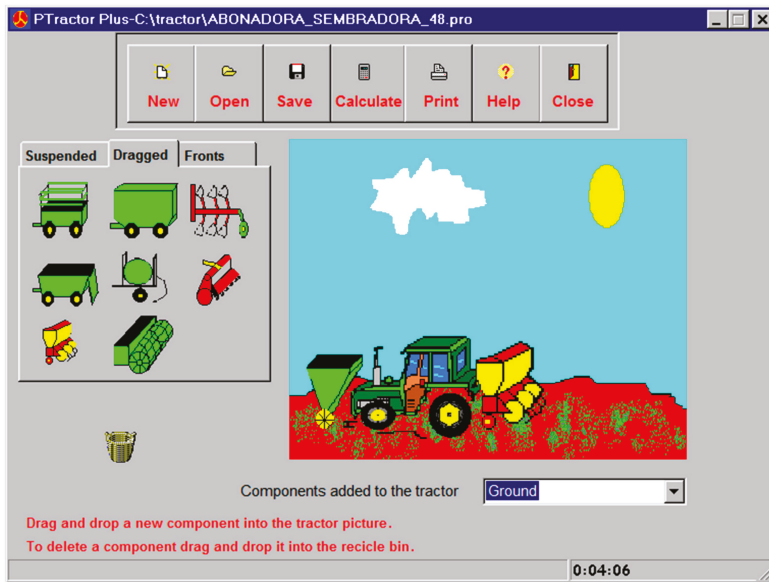 PTractor Plus-C:\tractor\ABONADORA_SEMBRADORA_48.pro
New Open Save Calculate Print Help Close
Suspended Dragged Fronts
Components added to the tractor Ground
Drag and drop a new component into the tractor picture.
To delete a component drag and drop it into the recicle bin.
0:04:06